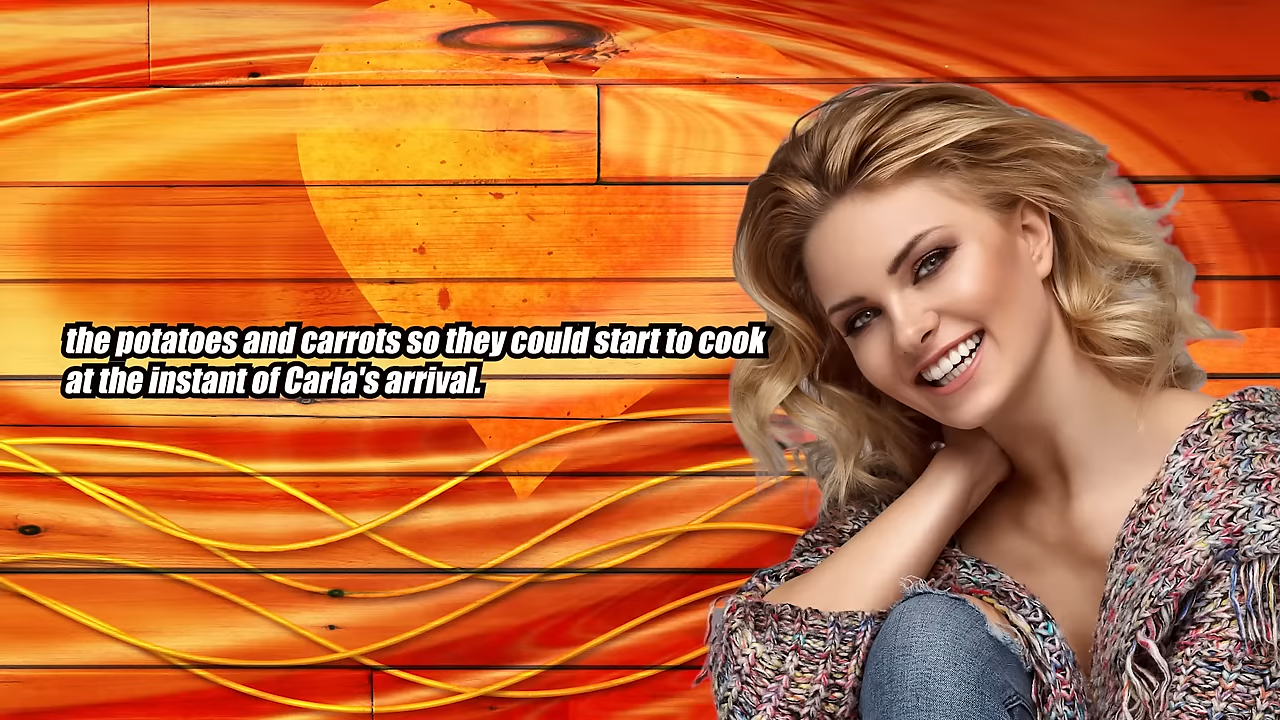 the potatoes and carrots so they could start to cook
at the instant of Carla's arrival.